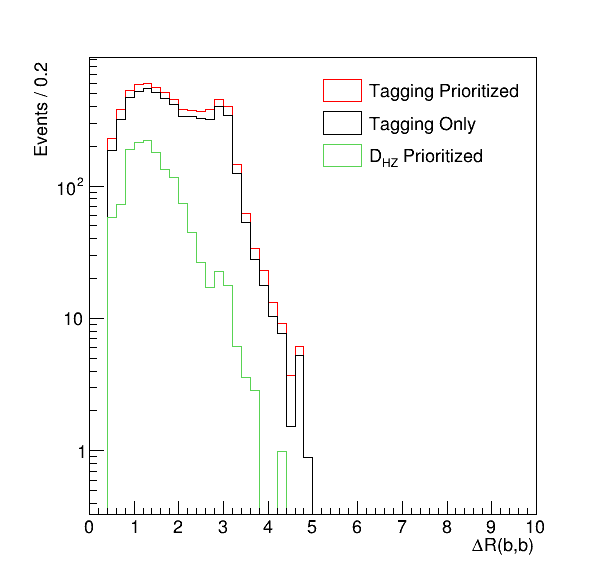 Events / 0.2
Tagging Prioritized
Tagging Only
D_HZ Prioritized
10^2
10
1
0 1 2 3 4 5 6 7 8 9 10
ΔR(b,b)